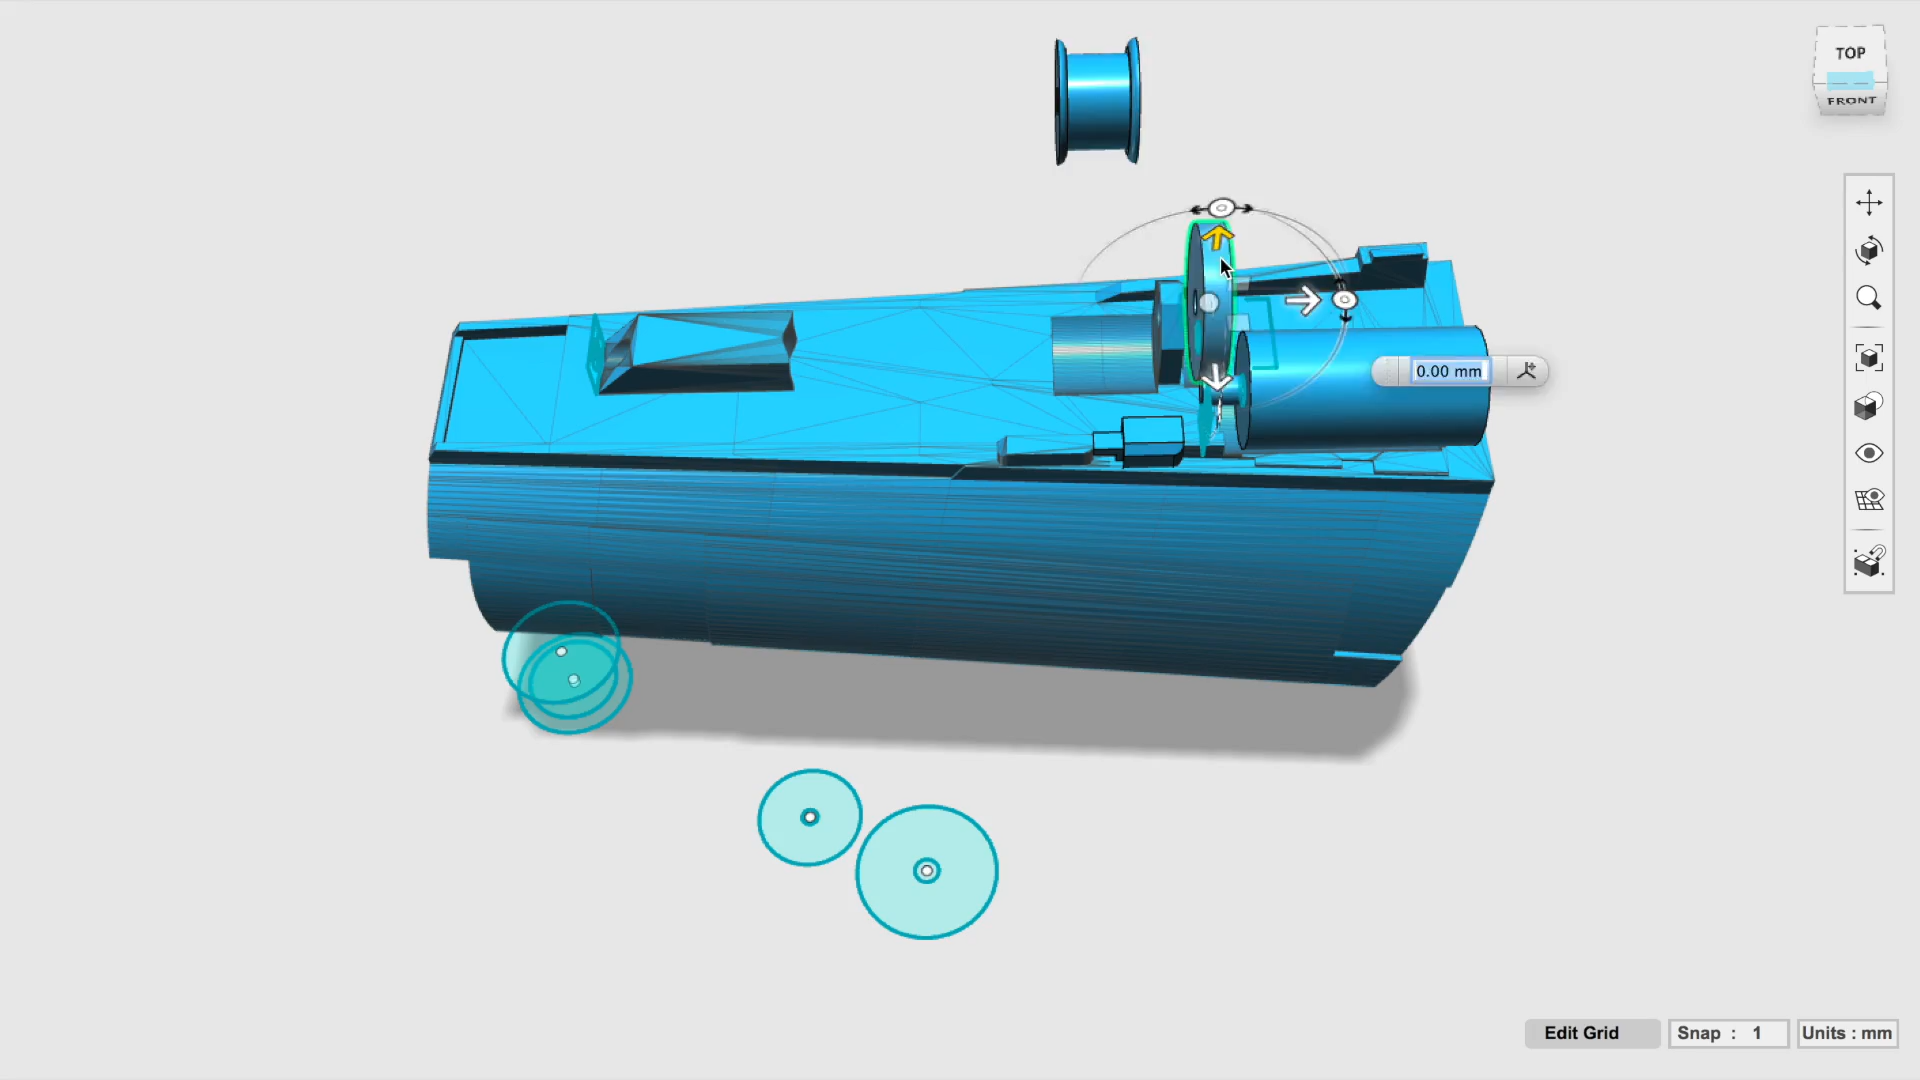 TOP
FRONT
0.00 mm
Edit Grid
Snap : 1
Units : mm